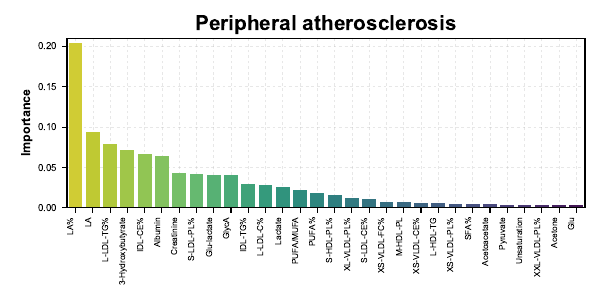 Peripheral atherosclerosis
Importance
0.20
0.15
0.10
0.05
0.00
LA%
LA
L-LDL-TG%
3-Hydroxybutyrate
IDL-CE%
Albumin
Creatinine
S-LDL-PL%
Glu-lactate
GlycA
IDL-TG%
L-LDL-C%
Lactate
PUFA/MUFA
PUFA%
S-HDL-PL%
XL-VLDL-PL%
S-LDL-CE%
XS-VLDL-FC%
M-HDL-PL
XS-VLDL-CE%
L-HDL-TG
XS-VLDL-PL%
SFA%
Acetoacetate
Pyruvate
Unsaturation
XXL-VLDL-PL%
Acetone
Glu